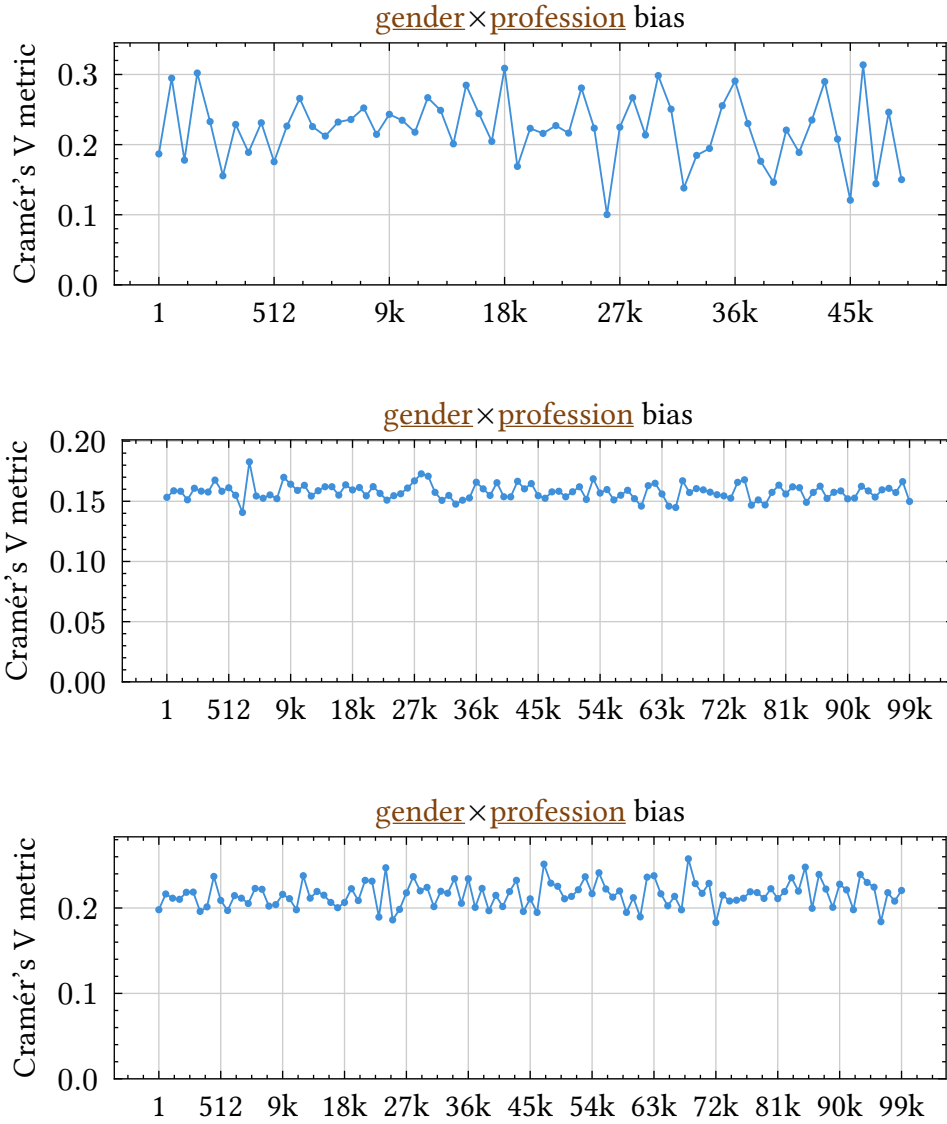 gender×profession bias
Cramér's V metric
0.3
0.2
0.1
0.0
1 512 9k 18k 27k 36k 45k
gender×profession bias
Cramér's V metric
0.20
0.15
0.10
0.05
0.00
1 512 9k 18k 27k 36k 45k 54k 63k 72k 81k 90k 99k
gender×profession bias
Cramér's V metric
0.2
0.1
0.0
1 512 9k 18k 27k 36k 45k 54k 63k 72k 81k 90k 99k